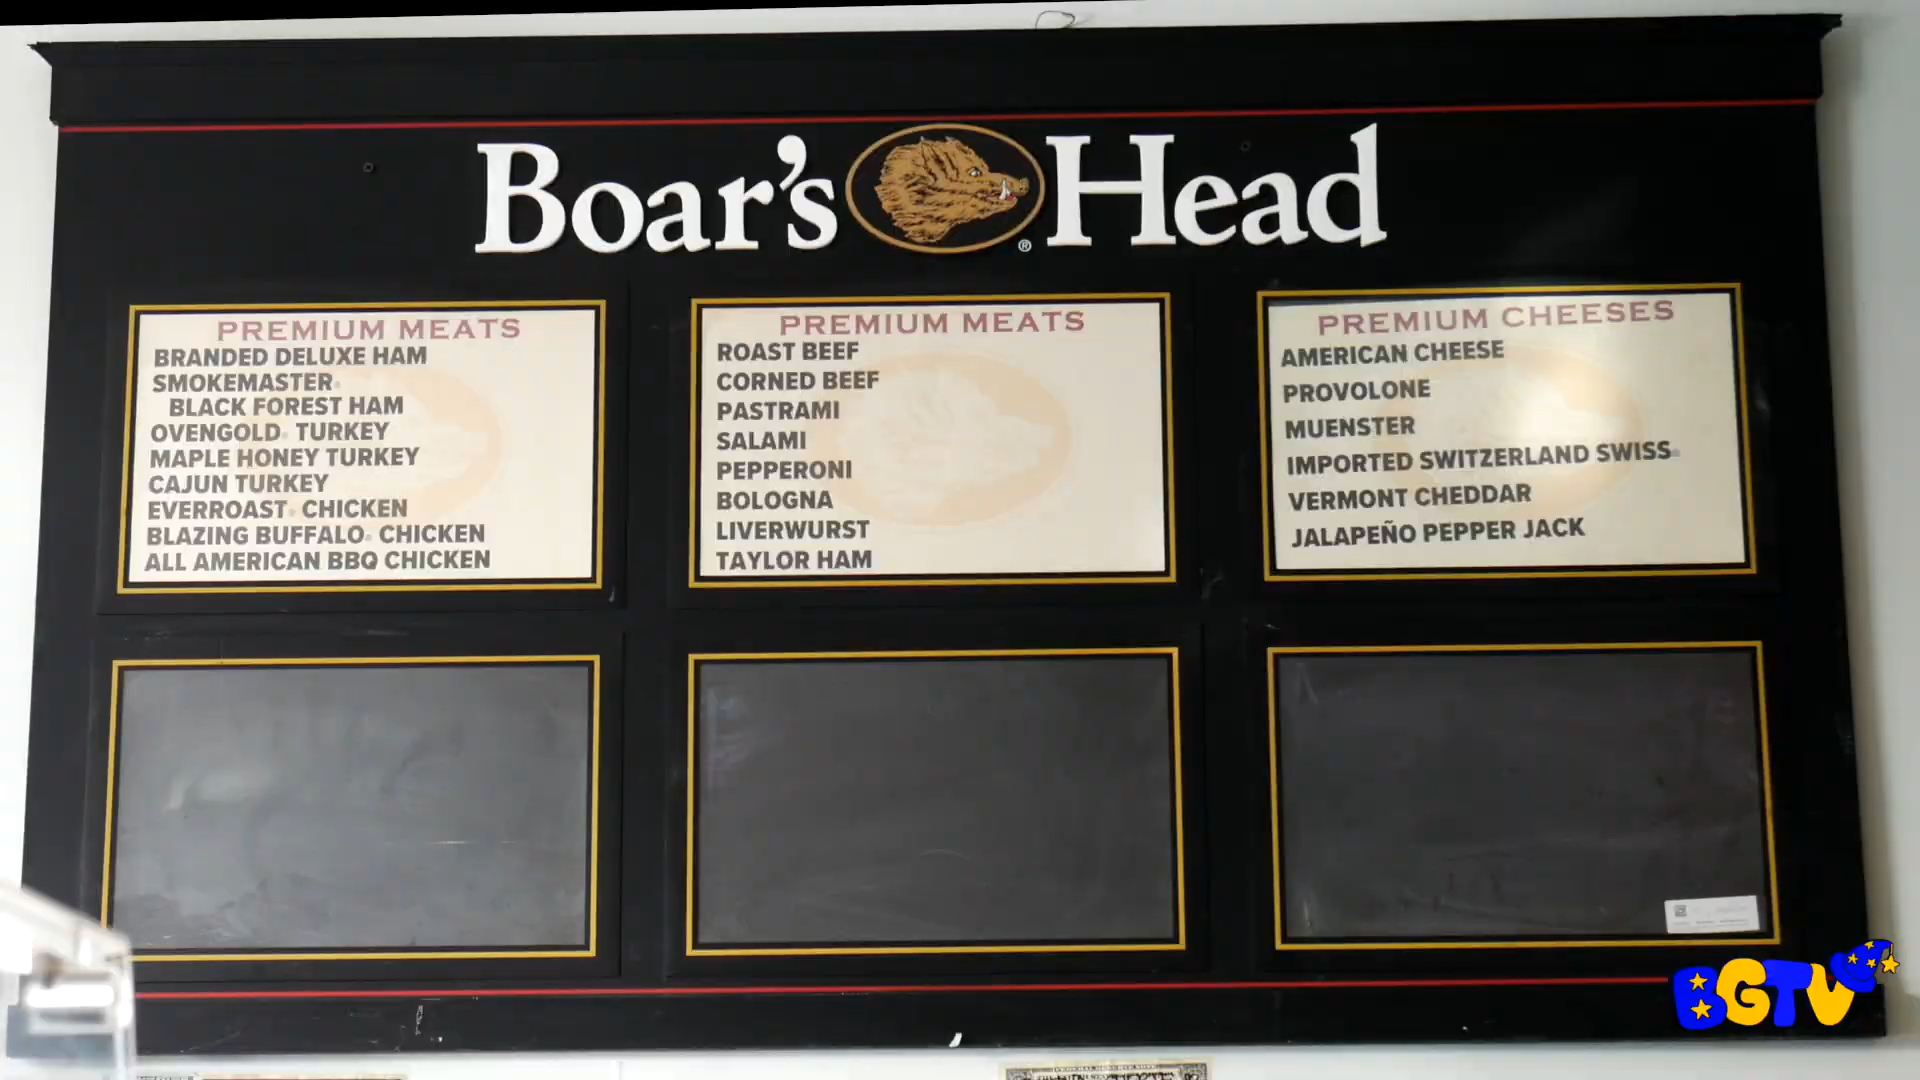 Boar's Head
®
PREMIUM MEATS
BRANDED DELUXE HAM
SMOKEMASTER
BLACK FOREST HAM
OVENGOLD TURKEY
MAPLE HONEY TURKEY
CAJUN TURKEY
EVERROAST CHICKEN
BLAZING BUFFALO CHICKEN
ALL AMERICAN BBQ CHICKEN
PREMIUM MEATS
ROAST BEEF
CORNED BEEF
PASTRAMI
SALAMI
PEPPERONI
BOLOGNA
LIVERWURST
TAYLOR HAM
PREMIUM CHEESES
AMERICAN CHEESE
PROVOLONE
MUENSTER
IMPORTED SWITZERLAND SWISS
VERMONT CHEDDAR
JALAPEÑO PEPPER JACK
BGTV